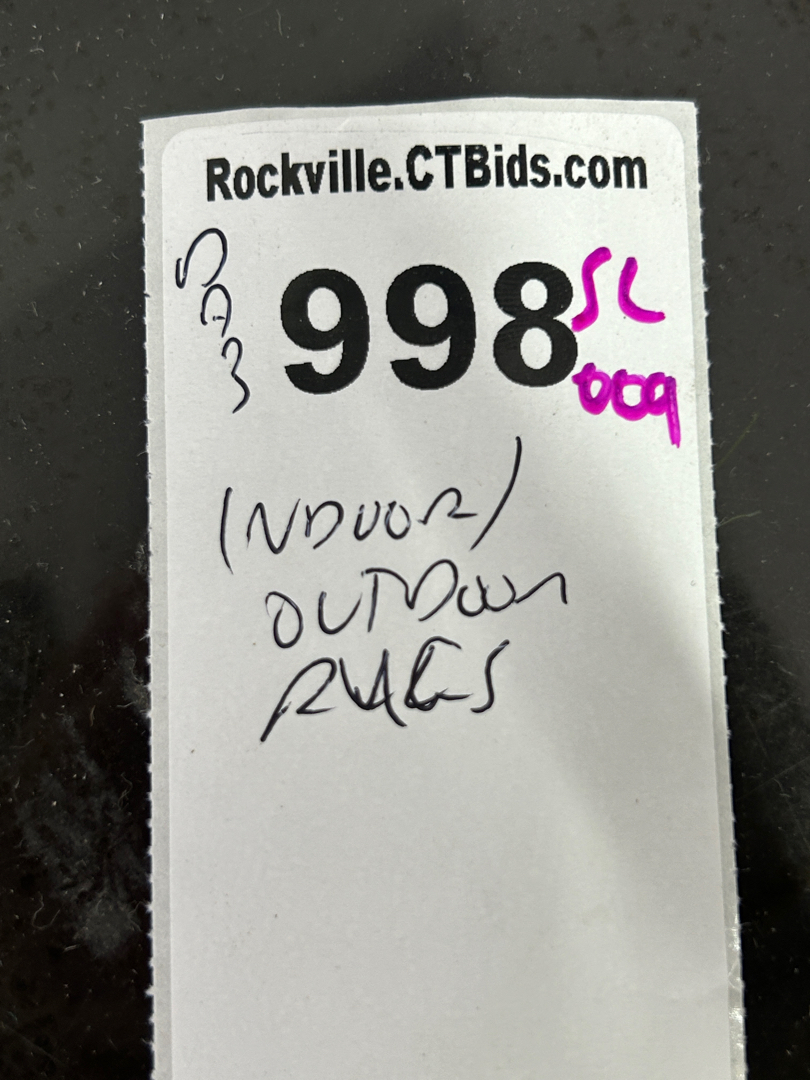 Rockville.CTBids.com
998
SL
009
INDOOR/
OUTDOOR
RUGS